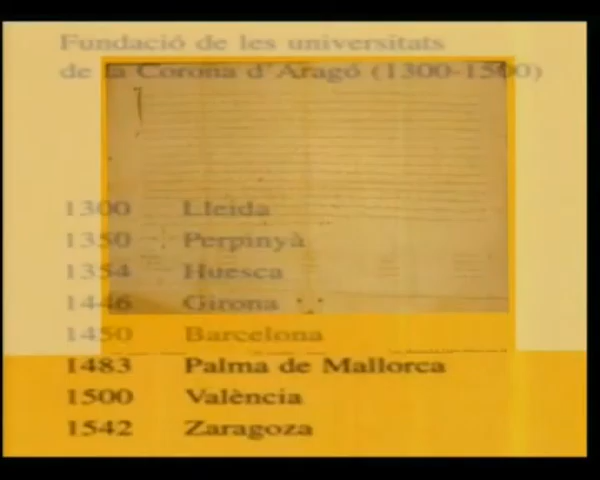 Fundació de les universitats
de la Corona d'Aragó (1300-1500)
1300 Lleida
1350 Perpinyà
1354 Huesca
1446 Girona
1450 Barcelona
1483 Palma de Mallorca
1500 València
1542 Zaragoza